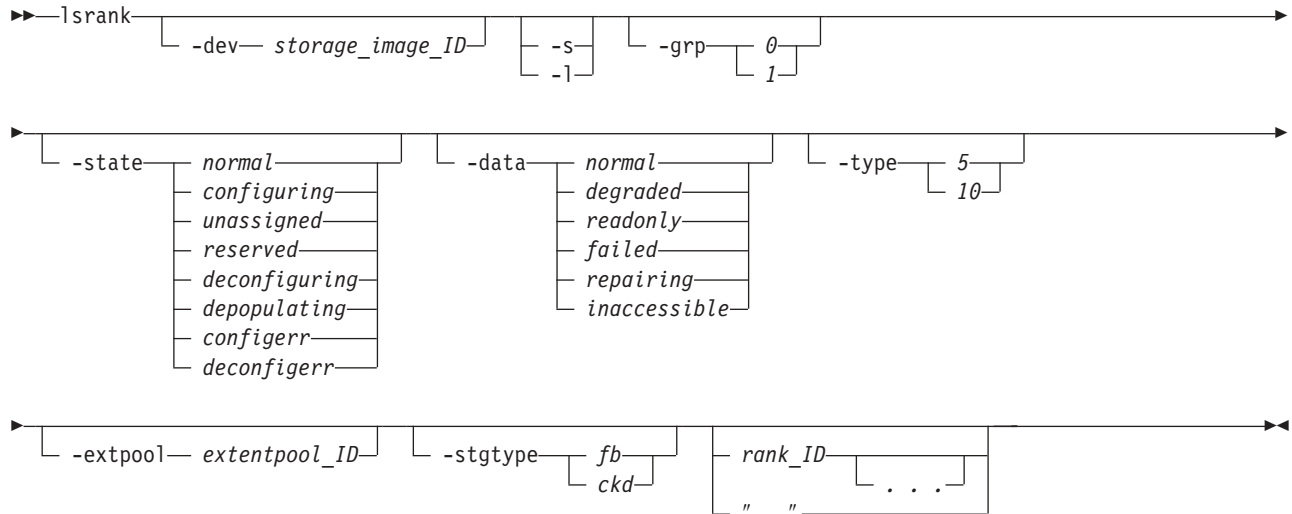 lsrank
-dev storage_image_ID
-s
-l
-grp 0
1
-state normal
configuring
unassigned
reserved
deconfiguring
depopulating
configerr
deconfigerr
-data normal
degraded
readonly
failed
repairing
inaccessible
-type 5
10
-extpool extentpool_ID
-stgtype fb
ckd
rank_ID
. . .
" "